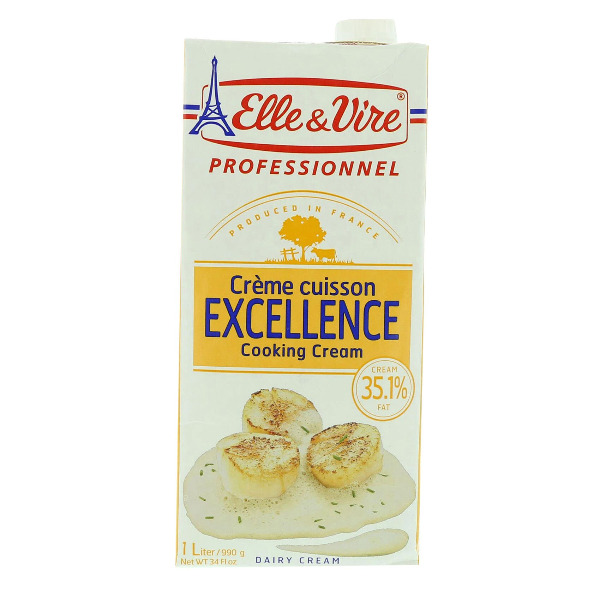 Elle & Vire®
PROFESSIONNEL
PRODUCED IN FRANCE
Crème cuisson
EXCELLENCE
Cooking Cream
CREAM
35.1%
FAT
1 Liter / 990 g
Net WT 34 Fl oz
DAIRY CREAM